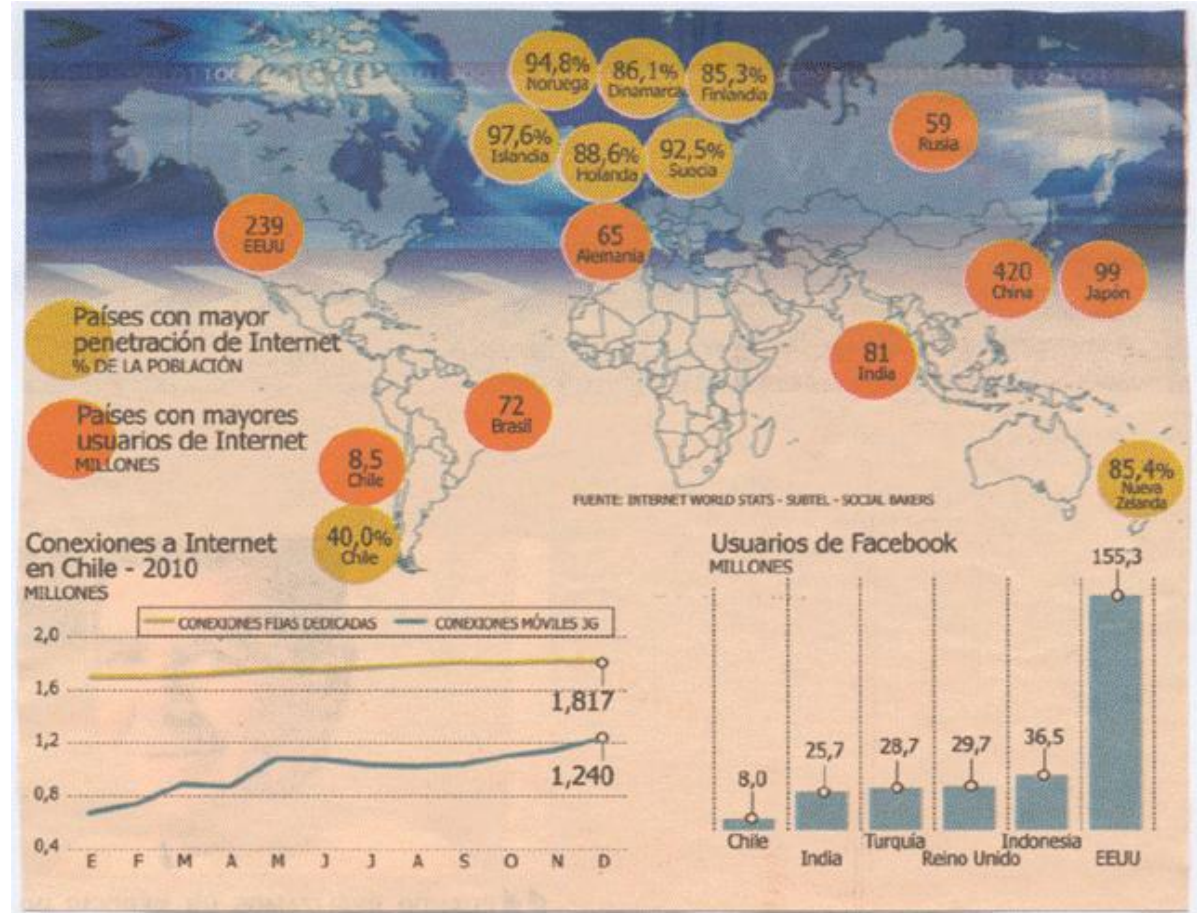 94,8%
Noruega
86,1%
Dinamarca
85,3%
Finlandia
97,6%
Islandia
88,6%
Holanda
92,5%
Suecia
59
Rusia
239
EEUU
65
Alemania
420
China
99
Japón
Países con mayor
penetración de Internet
% DE LA POBLACIÓN
81
India
72
Brasil
Países con mayores
usuarios de Internet
MILLONES
8,5
Chile
85,4%
Nueva
Zelanda
FUENTE: INTERNET WORLD STATS - SUBTEL - SOCIAL BAKERS
40,0%
Chile
Conexiones a Internet
en Chile - 2010
MILLONES
CONEXIONES FIJAS DEDICADAS CONEXIONES MÓVILES 3G
2,0
1,6
1,817
1,2
1,240
0,8
0,4
E F M A M J J A S O N D
Usuarios de Facebook
MILLONES
155,3
8,0
25,7
28,7
29,7
36,5
Chile
India
Turquía
Reino Unido
Indonesia
EEUU